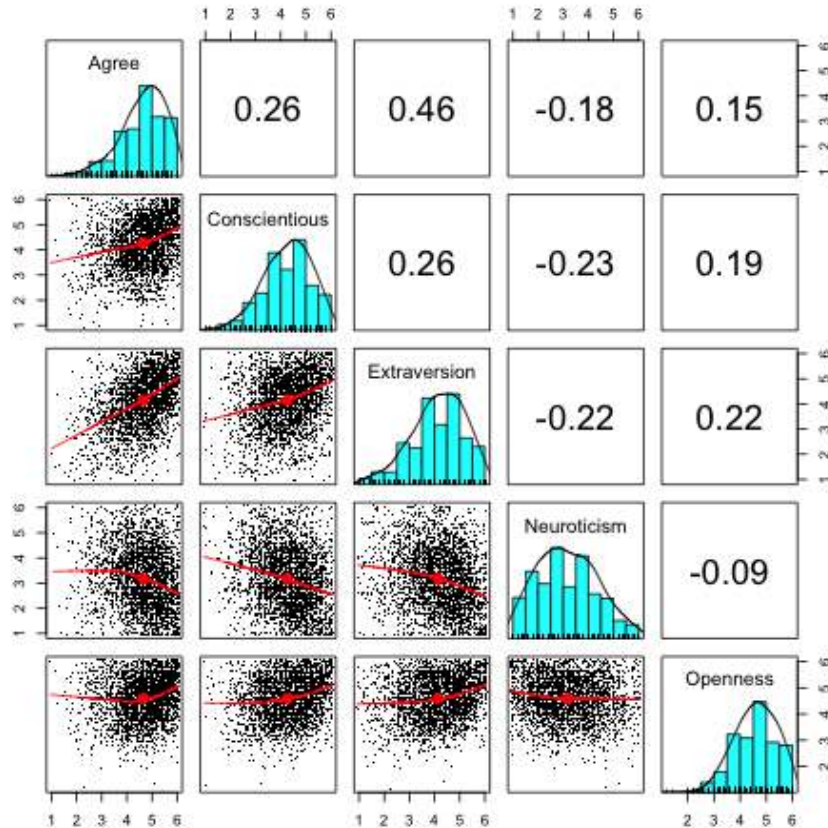 1 2 3 4 5 6
1 2 3 4 5 6
Agree
0.26
0.46
-0.18
0.15
1 2 3 4 5 6
1 2 3 4 5 6
Conscientious
0.26
-0.23
0.19
Extraversion
-0.22
0.22
1 2 3 4 5 6
1 2 3 4 5 6
Neuroticism
-0.09
Openness
2 3 4 5 6
1 2 3 4 5 6
1 2 3 4 5 6
2 3 4 5 6